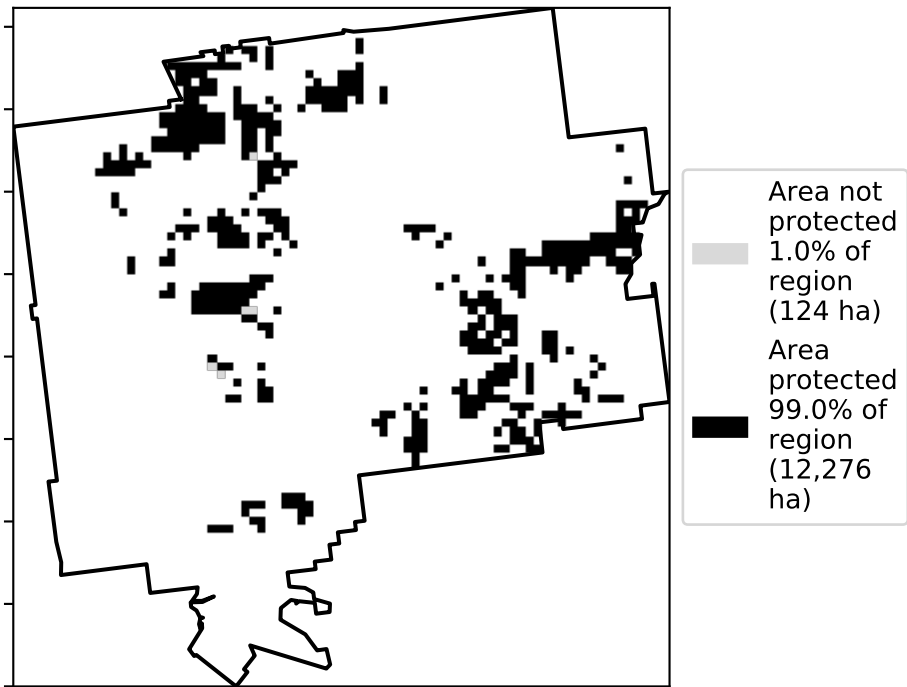 Area not
protected
1.0% of
region
(124 ha)
Area
protected
99.0% of
region
(12,276
ha)